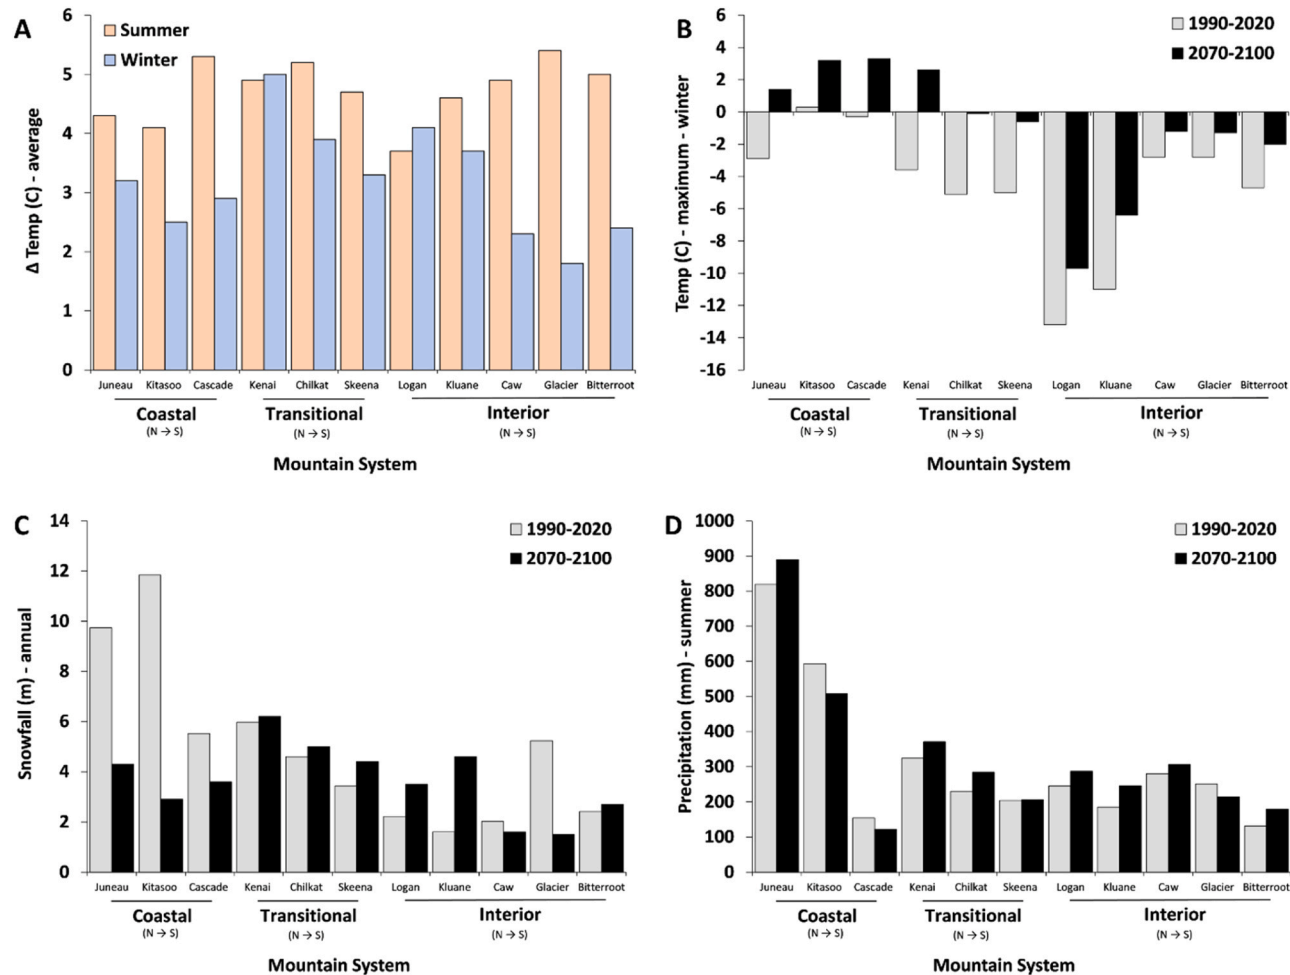 A
Summer
Winter
Δ Temp (C) - average
6
5
4
3
2
1
0
Juneau Kitasoo Cascade Kenai Chilkat Skeena Logan Kluane Caw Glacier Bitterroot
Coastal Transitional Interior
(N → S) (N → S) (N → S)
Mountain System
B
1990-2020
2070-2100
Temp (C) - maximum - winter
6
4
2
0
-2
-4
-6
-8
-10
-12
-14
-16
Juneau Kitasoo Cascade Kenai Chilkat Skeena Logan Kluane Caw Glacier Bitterroot
Coastal Transitional Interior
(N → S) (N → S) (N → S)
Mountain System
C
1990-2020
2070-2100
Snowfall (m) - annual
14
12
10
8
6
4
2
0
Juneau Kitasoo Cascade Kenai Chilkat Skeena Logan Kluane Caw Glacier Bitterroot
Coastal Transitional Interior
(N → S) (N → S) (N → S)
Mountain System
D
1990-2020
2070-2100
Precipitation (mm) - summer
1000
900
800
700
600
500
400
300
200
100
0
Juneau Kitasoo Cascade Kenai Chilkat Skeena Logan Kluane Caw Glacier Bitterroot
Coastal Transitional Interior
(N → S) (N → S) (N → S)
Mountain System